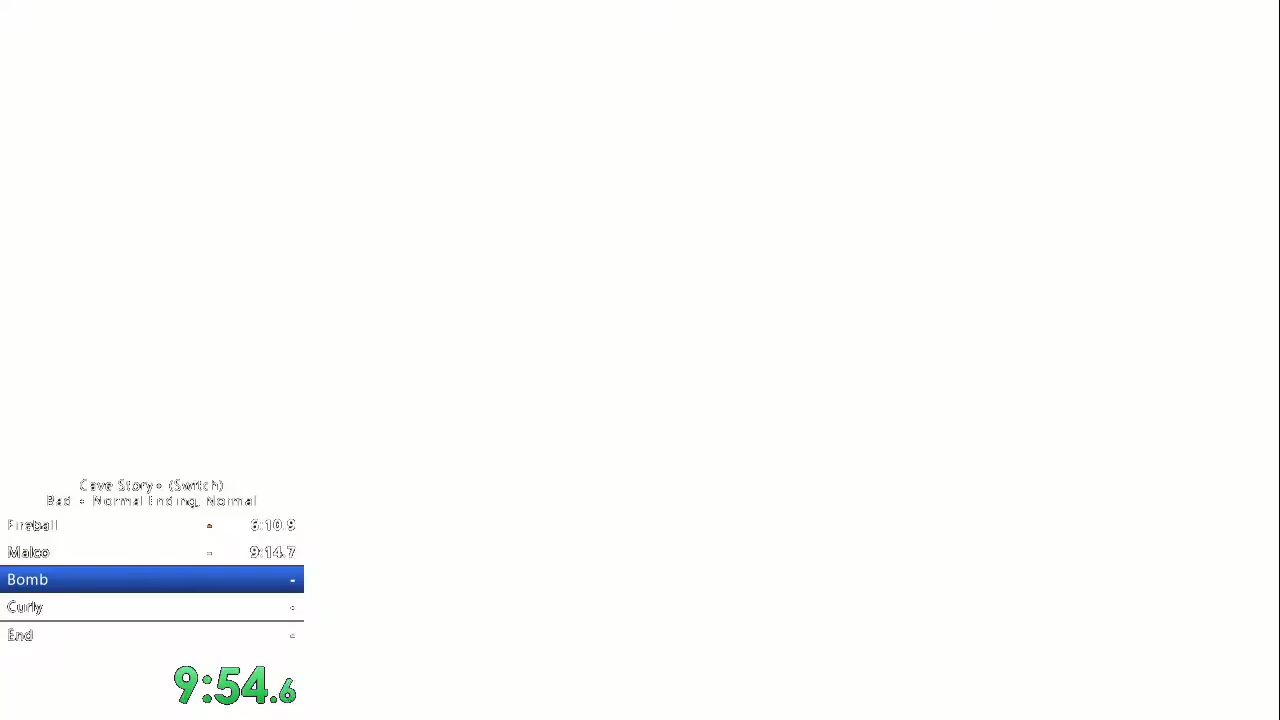 Cave Story+ (Switch)
Bad + Normal Ending, Normal
Fireball - 6:10.9
Malco - 9:14.7
Bomb -
Curly -
End -
9:54.6